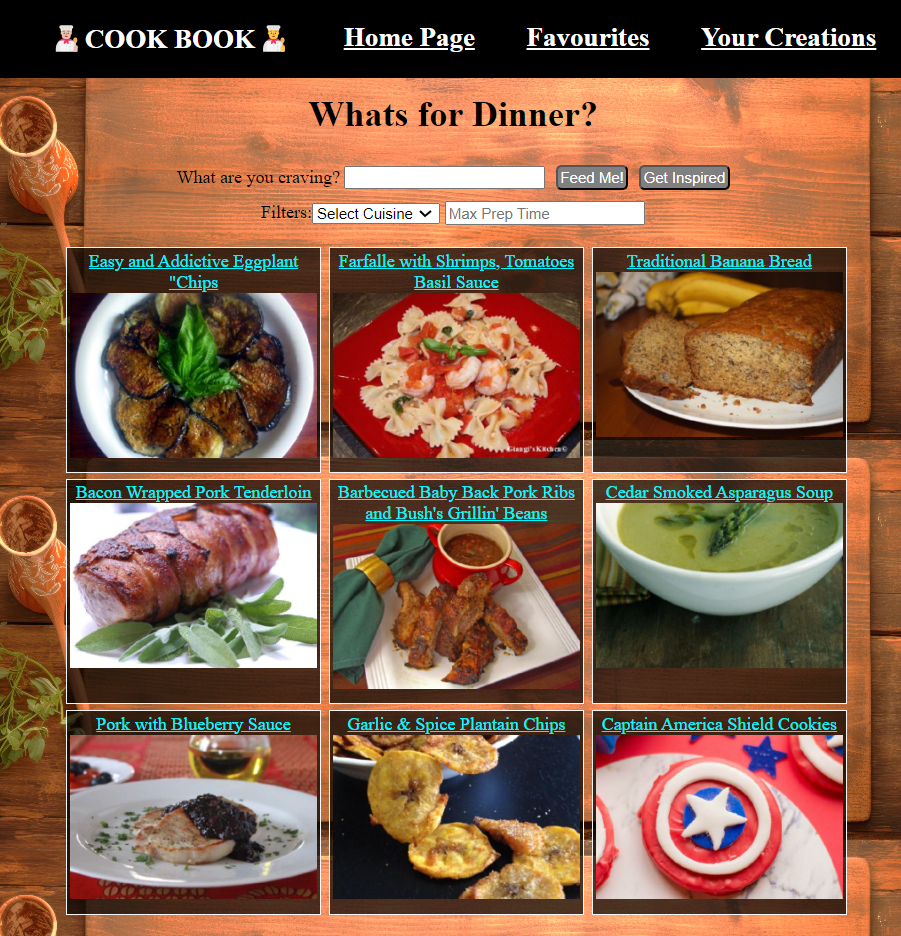 COOK BOOK Home Page Favourites Your Creations
Whats for Dinner?
What are you craving? Feed Me! Get Inspired
Filters: Select Cuisine Max Prep Time
Easy and Addictive Eggplant
"Chips
Farfalle with Shrimps, Tomatoes
Basil Sauce
Giangi'sKitchen©
Traditional Banana Bread
Bacon Wrapped Pork Tenderloin
Barbecued Baby Back Pork Ribs
and Bush's Grillin' Beans
Cedar Smoked Asparagus Soup
Pork with Blueberry Sauce
Garlic & Spice Plantain Chips
Captain America Shield Cookies